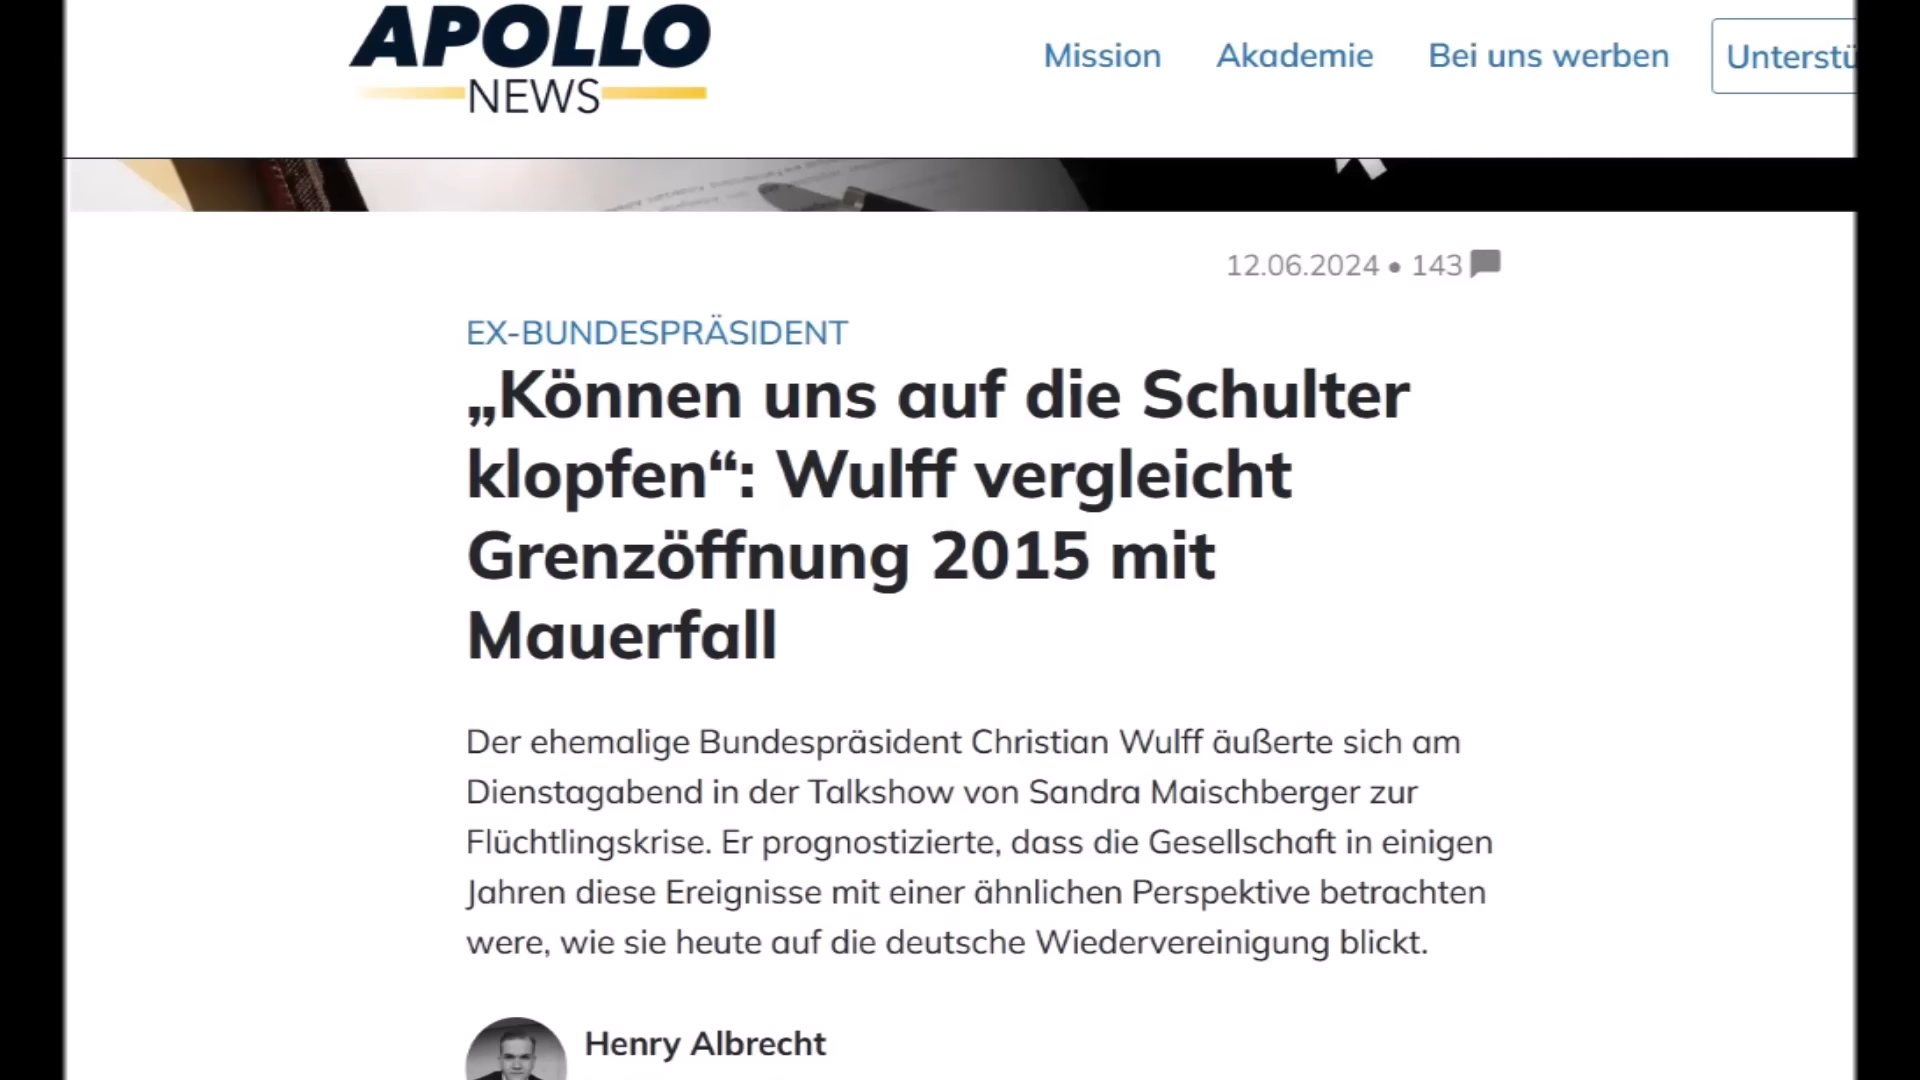 APOLLO
NEWS
Mission Akademie Bei uns werben Unterstü
12.06.2024 • 143
EX-BUNDESPRÄSIDENT
„Können uns auf die Schulter
klopfen“: Wulff vergleicht
Grenzöffnung 2015 mit
Mauerfall
Der ehemalige Bundespräsident Christian Wulff äußerte sich am
Dienstagabend in der Talkshow von Sandra Maischberger zur
Flüchtlingskrise. Er prognostizierte, dass die Gesellschaft in einigen
Jahren diese Ereignisse mit einer ähnlichen Perspektive betrachten
were, wie sie heute auf die deutsche Wiedervereinigung blickt.
Henry Albrecht